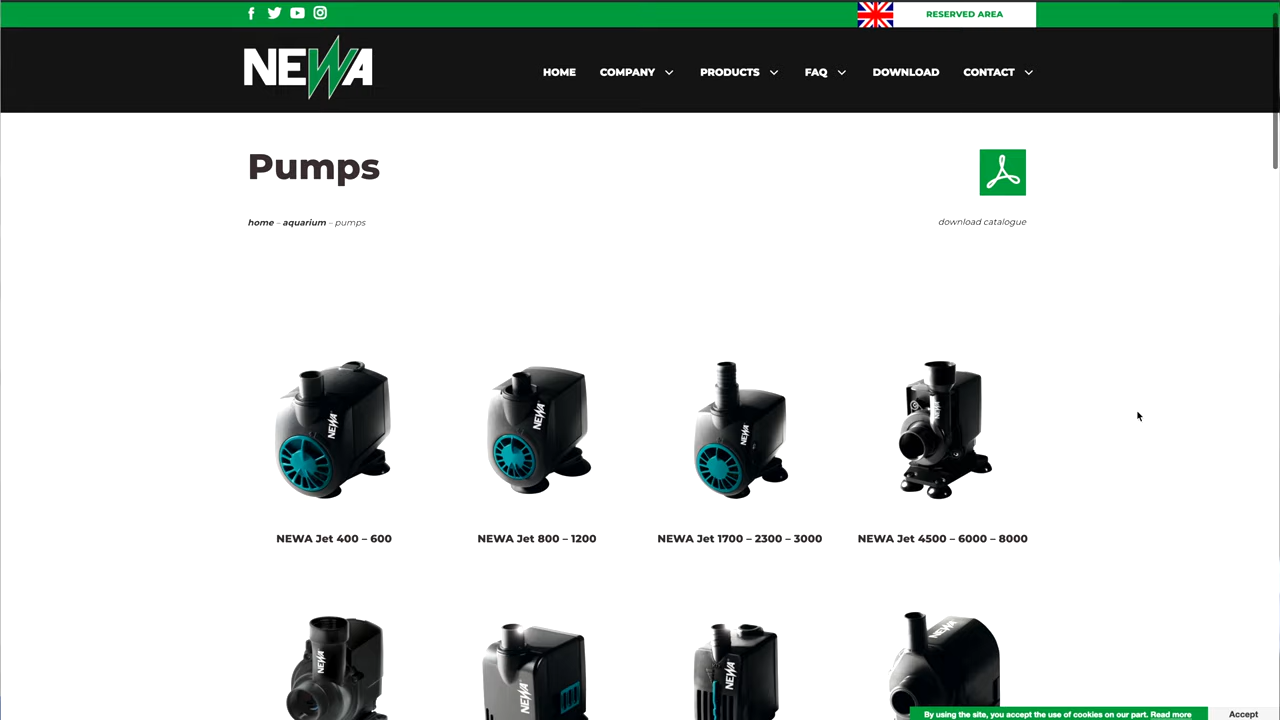 RESERVED AREA
NEWA
HOME COMPANY PRODUCTS FAQ DOWNLOAD CONTACT
Pumps
home – aquarium – pumps
download catalogue
NEWA
NEWA
NEWA
NEWA
NEWA Jet 400 – 600
NEWA Jet 800 – 1200
NEWA Jet 1700 – 2300 – 3000
NEWA Jet 4500 – 6000 – 8000
NEWA
NEWA
NEWA
NEWA
By using the site, you accept the use of cookies on our part. Read more
Accept